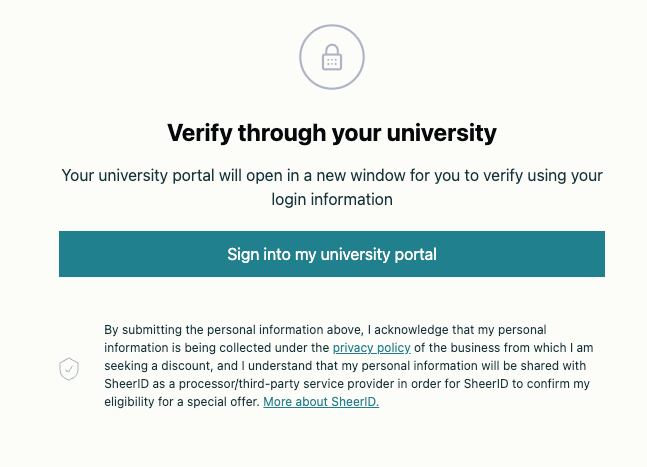 Verify through your university
Your university portal will open in a new window for you to verify using your
login information
Sign into my university portal
By submitting the personal information above, I acknowledge that my personal
information is being collected under the privacy policy of the business from which I am
seeking a discount, and I understand that my personal information will be shared with
SheerID as a processor/third-party service provider in order for SheerID to confirm my
eligibility for a special offer. More about SheerID.